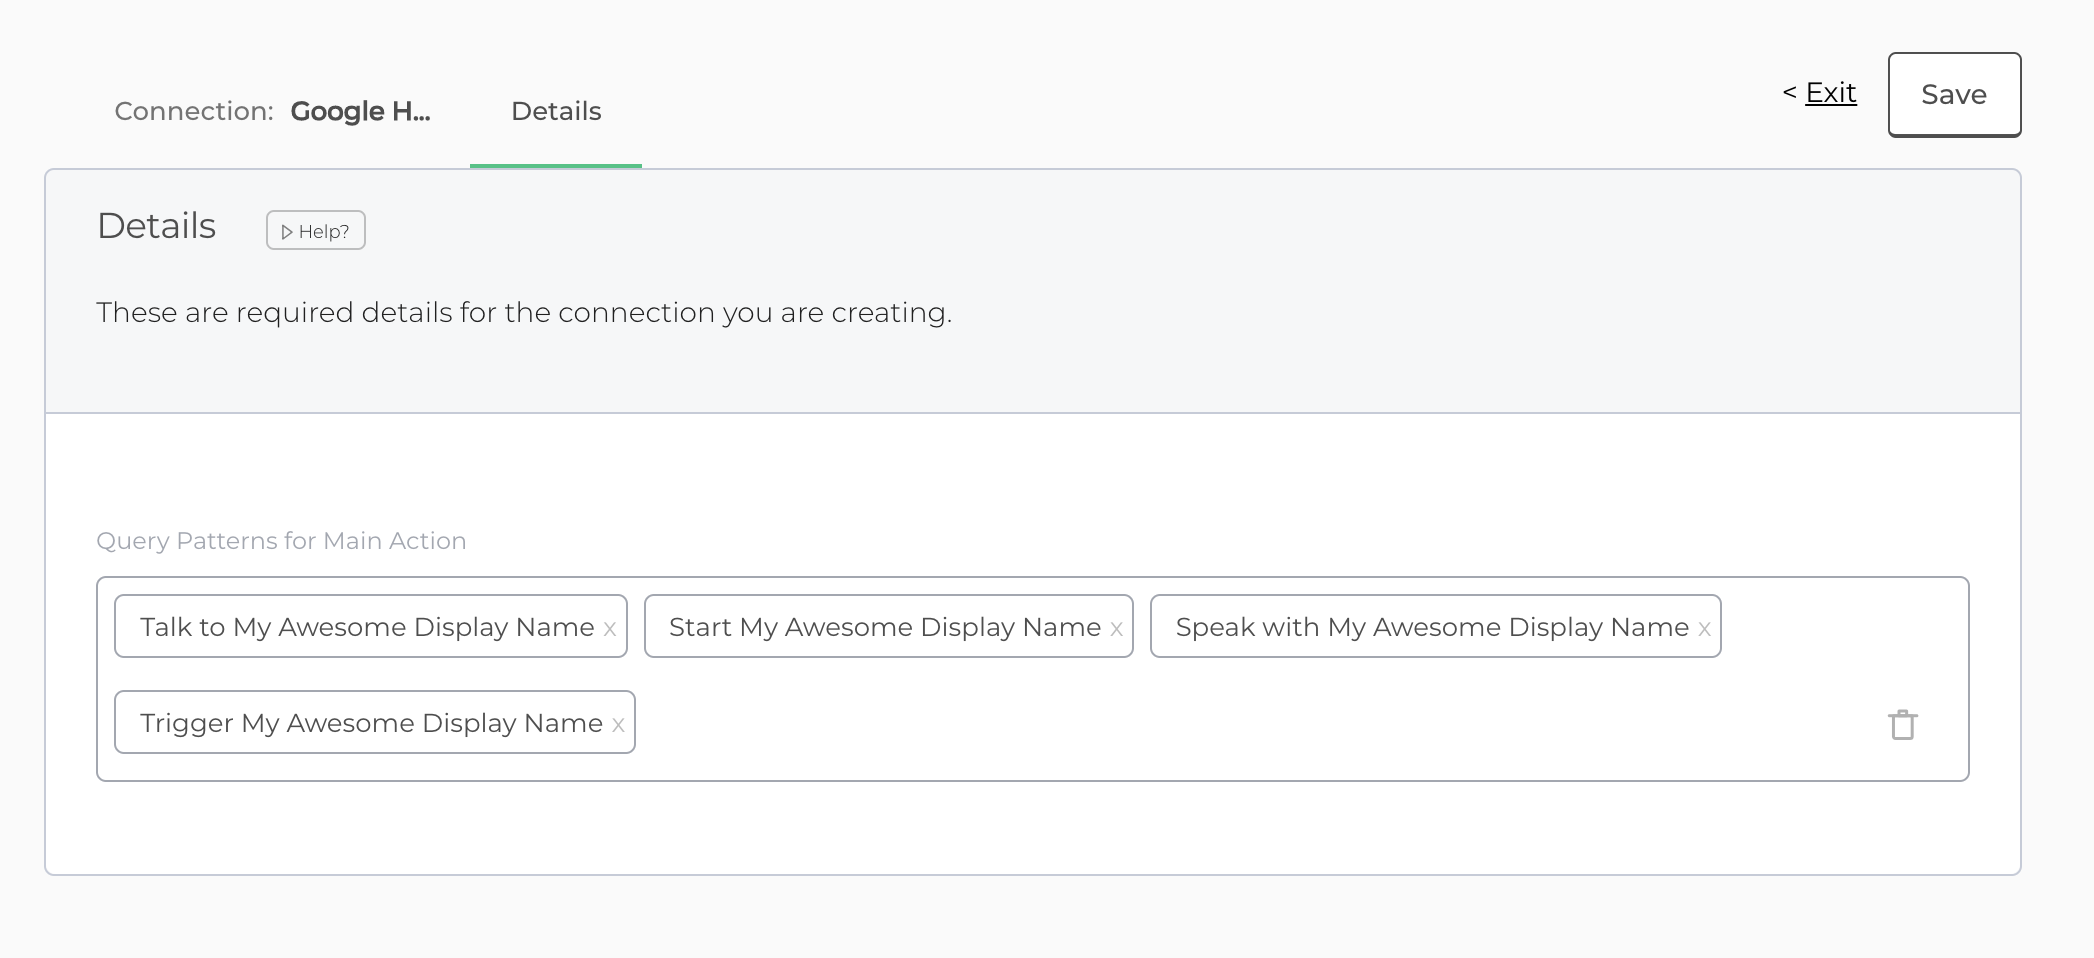 Connection: Google H...
Details
< Exit
Save
Details
Help?
These are required details for the connection you are creating.
Query Patterns for Main Action
Talk to My Awesome Display Name x
Start My Awesome Display Name x
Speak with My Awesome Display Name x
Trigger My Awesome Display Name x